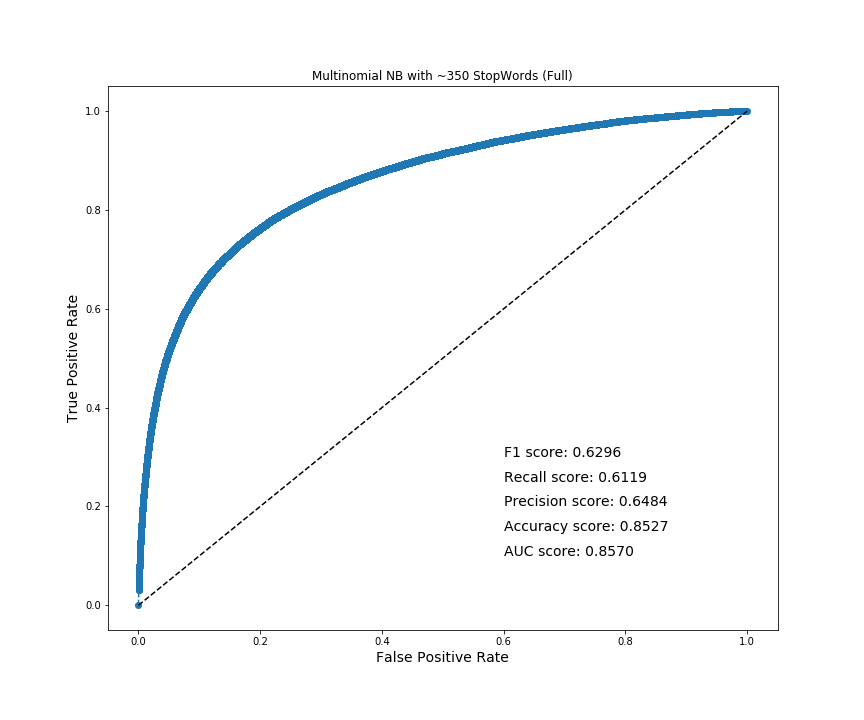 Multinomial NB with ~350 StopWords (Full)
1.0
0.8
0.6
0.4
0.2
0.0
True Positive Rate
F1 score: 0.6296
Recall score: 0.6119
Precision score: 0.6484
Accuracy score: 0.8527
AUC score: 0.8570
0.0 0.2 0.4 0.6 0.8 1.0
False Positive Rate